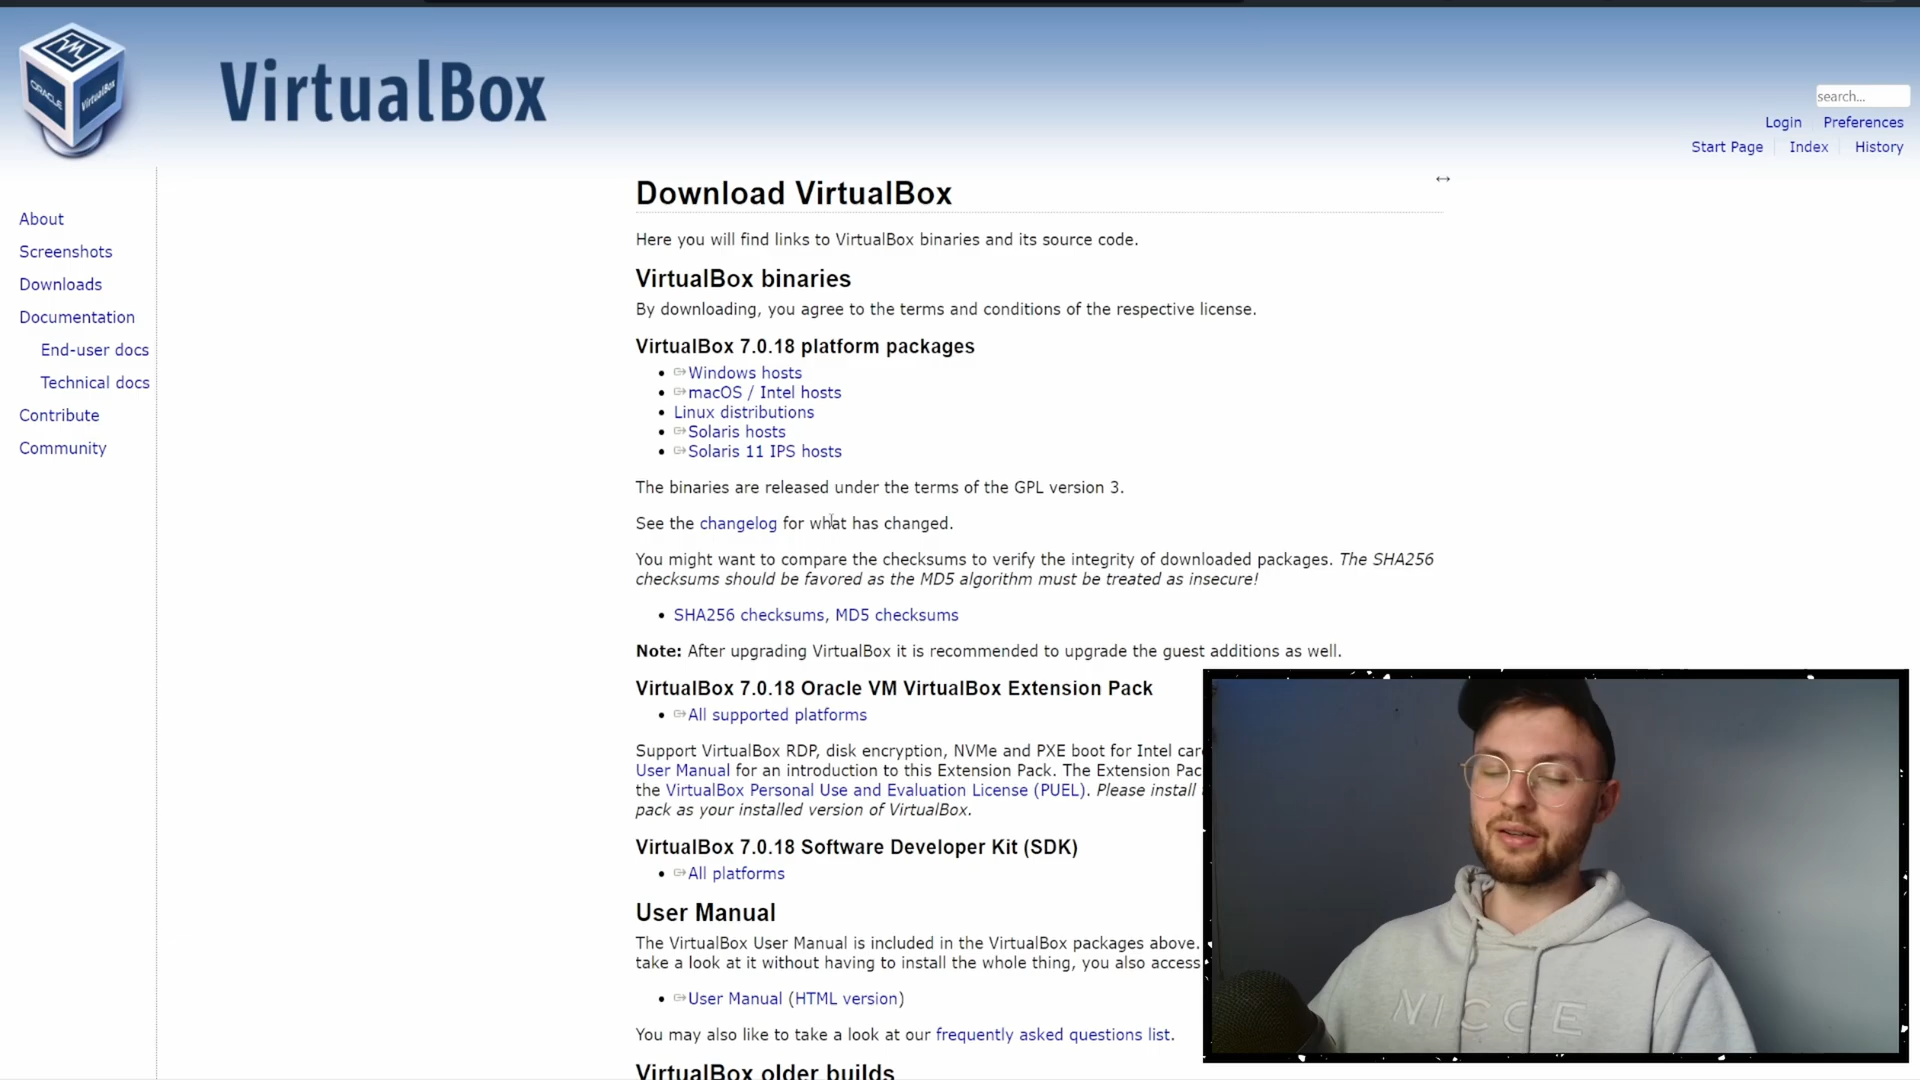 ORACLE
VirtualBox
VirtualBox
search...
Login
Preferences
Start Page
Index
History
About
Screenshots
Downloads
Documentation
End-user docs
Technical docs
Contribute
Community
Download VirtualBox
Here you will find links to VirtualBox binaries and its source code.
VirtualBox binaries
By downloading, you agree to the terms and conditions of the respective license.
VirtualBox 7.0.18 platform packages
Windows hosts
macOS / Intel hosts
Linux distributions
Solaris hosts
Solaris 11 IPS hosts
The binaries are released under the terms of the GPL version 3.
See the changelog for what has changed.
You might want to compare the checksums to verify the integrity of downloaded packages. The SHA256
checksums should be favored as the MD5 algorithm must be treated as insecure!
SHA256 checksums, MD5 checksums
Note: After upgrading VirtualBox it is recommended to upgrade the guest additions as well.
VirtualBox 7.0.18 Oracle VM VirtualBox Extension Pack
All supported platforms
Support VirtualBox RDP, disk encryption, NVMe and PXE boot for Intel
User Manual for an introduction to this Extension Pack. The Extension
the VirtualBox Personal Use and Evaluation License (PUEL). Please install
pack as your installed version of VirtualBox.
VirtualBox 7.0.18 Software Developer Kit (SDK)
All platforms
User Manual
The VirtualBox User Manual is included in the VirtualBox packages above.
take a look at it without having to install the whole thing, you also access
User Manual (HTML version)
You may also like to take a look at our frequently asked questions list.
VirtualBox older builds
NICCE